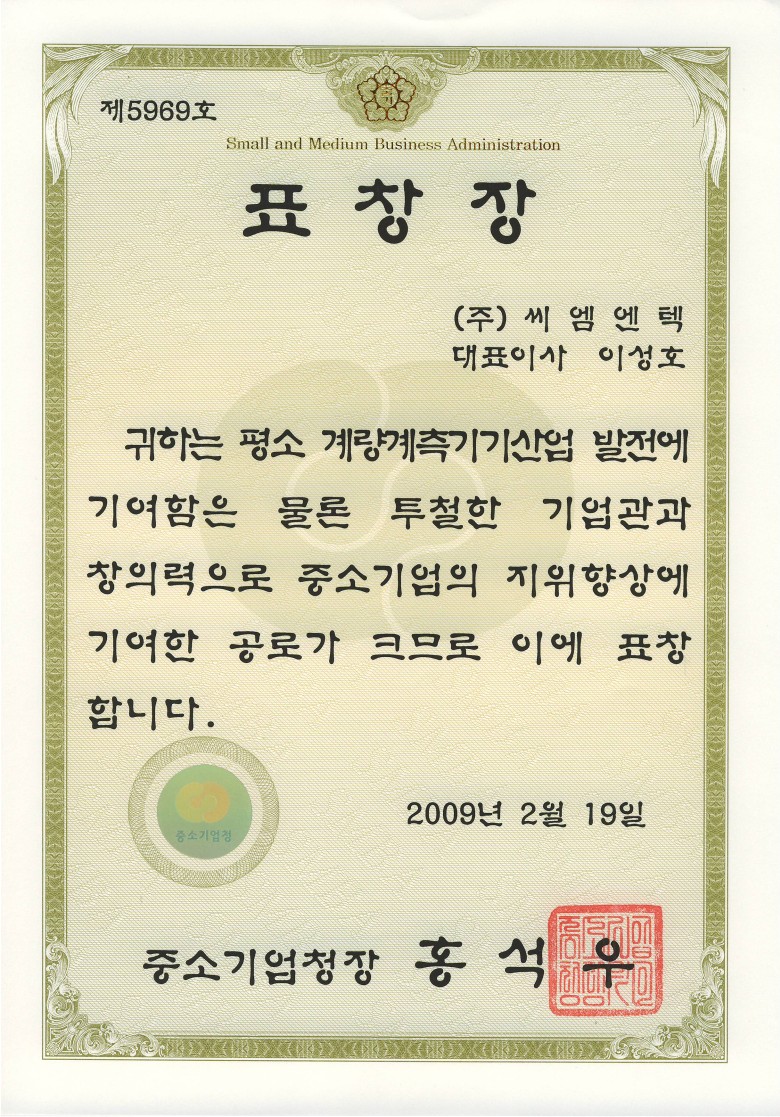 제5969호
Small and Medium Business Administration
표 창 장
(주) 씨 엠 엔 텍
대표이사 이성호
귀하는 평소 계량계측기기산업 발전에
기여함은 물론 투철한 기업관과
창의력으로 중소기업의 지위향상에
기여한 공로가 크므로 이에 표창
합니다.
중소기업청
2009년 2월 19일
중소기업청장 홍 석 우